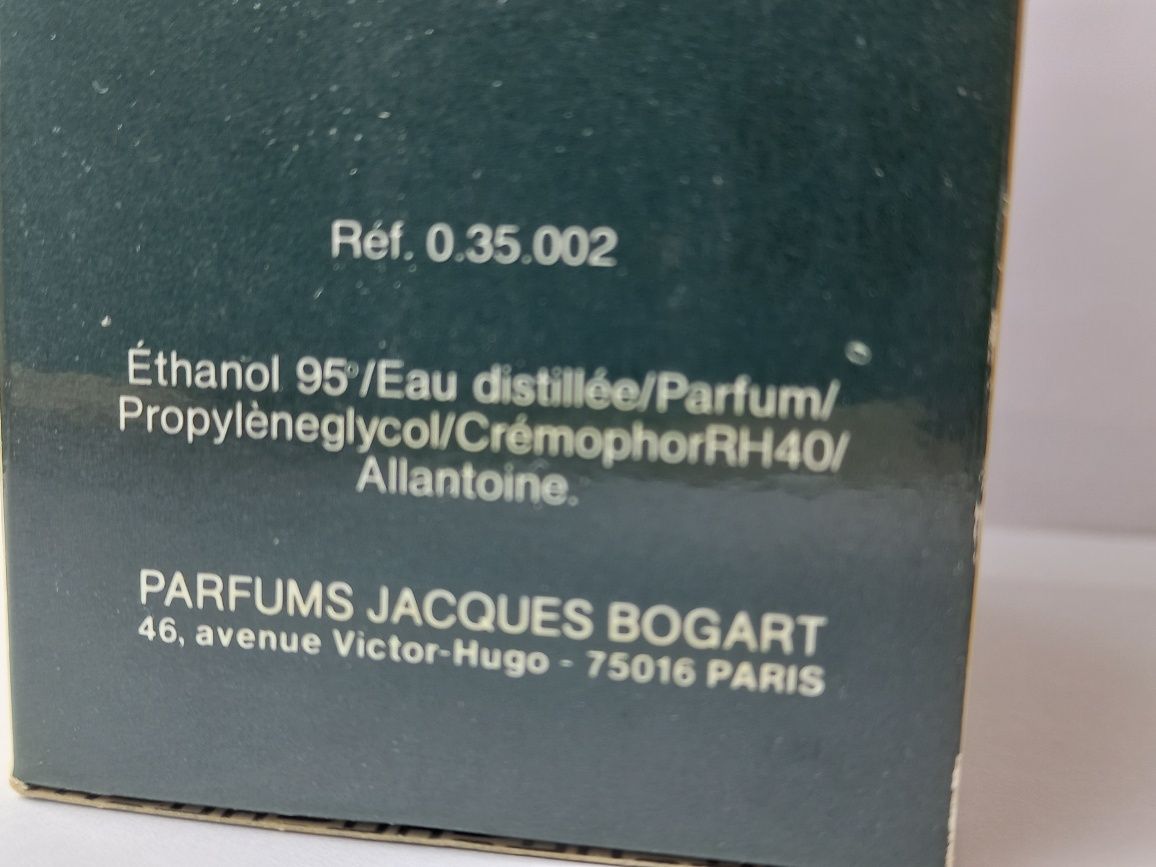 Réf. 0.35.002
Éthanol 95°/Eau distillée/Parfum/
Propylèneglycol/CrémophorRH40/
Allantoine.
PARFUMS JACQUES BOGART
46, avenue Victor-Hugo - 75016 PARIS